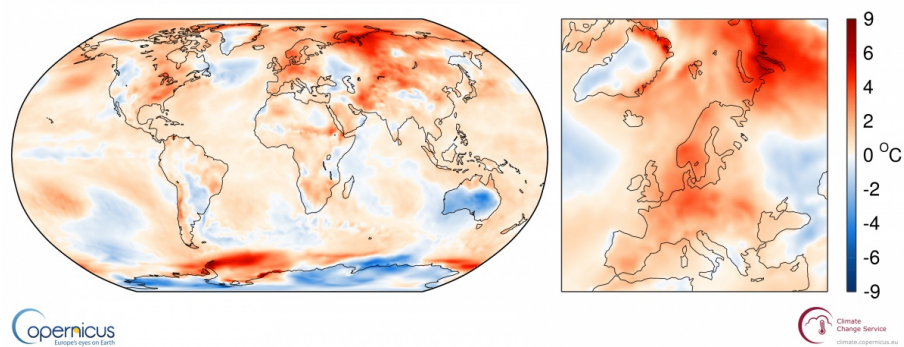 9
6
4
2
0 °C
-2
-4
-6
-9
Copernicus
Europe's eyes on Earth
Climate
Change Service
climate.copernicus.eu